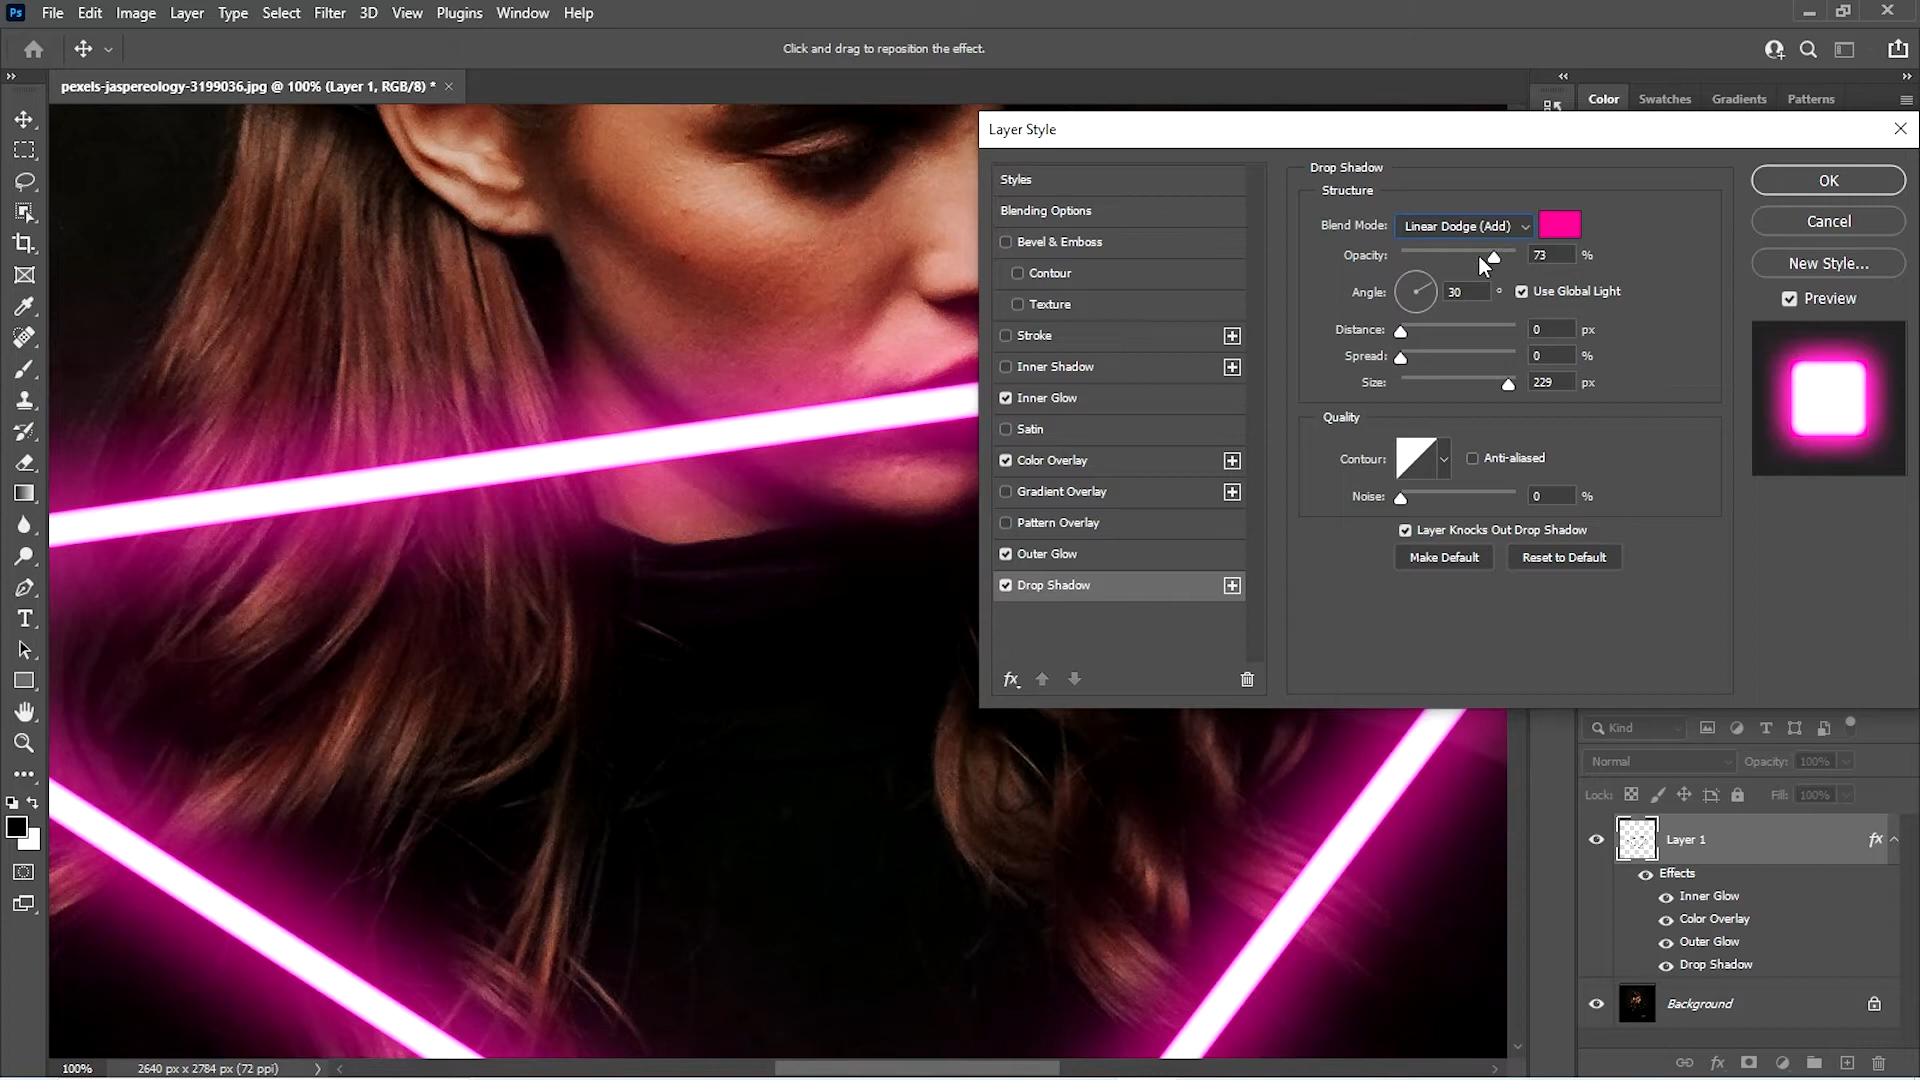 Ps File Edit Image Layer Type Select Filter 3D View Plugins Window Help
Click and drag to reposition the effect.
pexels-jaspereology-3199036.jpg @ 100% (Layer 1, RGB/8) *
Color Swatches Gradients Patterns
Layer Style
Styles
Blending Options
Bevel & Emboss
Contour
Texture
Stroke
Inner Shadow
Inner Glow
Satin
Color Overlay
Gradient Overlay
Pattern Overlay
Outer Glow
Drop Shadow
fx
Drop Shadow
Structure
Blend Mode: Linear Dodge (Add)
Opacity: 73 %
Angle: 30 ° Use Global Light
Distance: 0 px
Spread: 0 %
Size: 229 px
Quality
Contour: Anti-aliased
Noise: 0 %
Layer Knocks Out Drop Shadow
Make Default Reset to Default
OK
Cancel
New Style...
Preview
Kind
Normal Opacity: 100%
Lock: Fill: 100%
Layer 1 fx
Effects
Inner Glow
Color Overlay
Outer Glow
Drop Shadow
Background
fx
100% 2640 px x 2784 px (72 ppi)